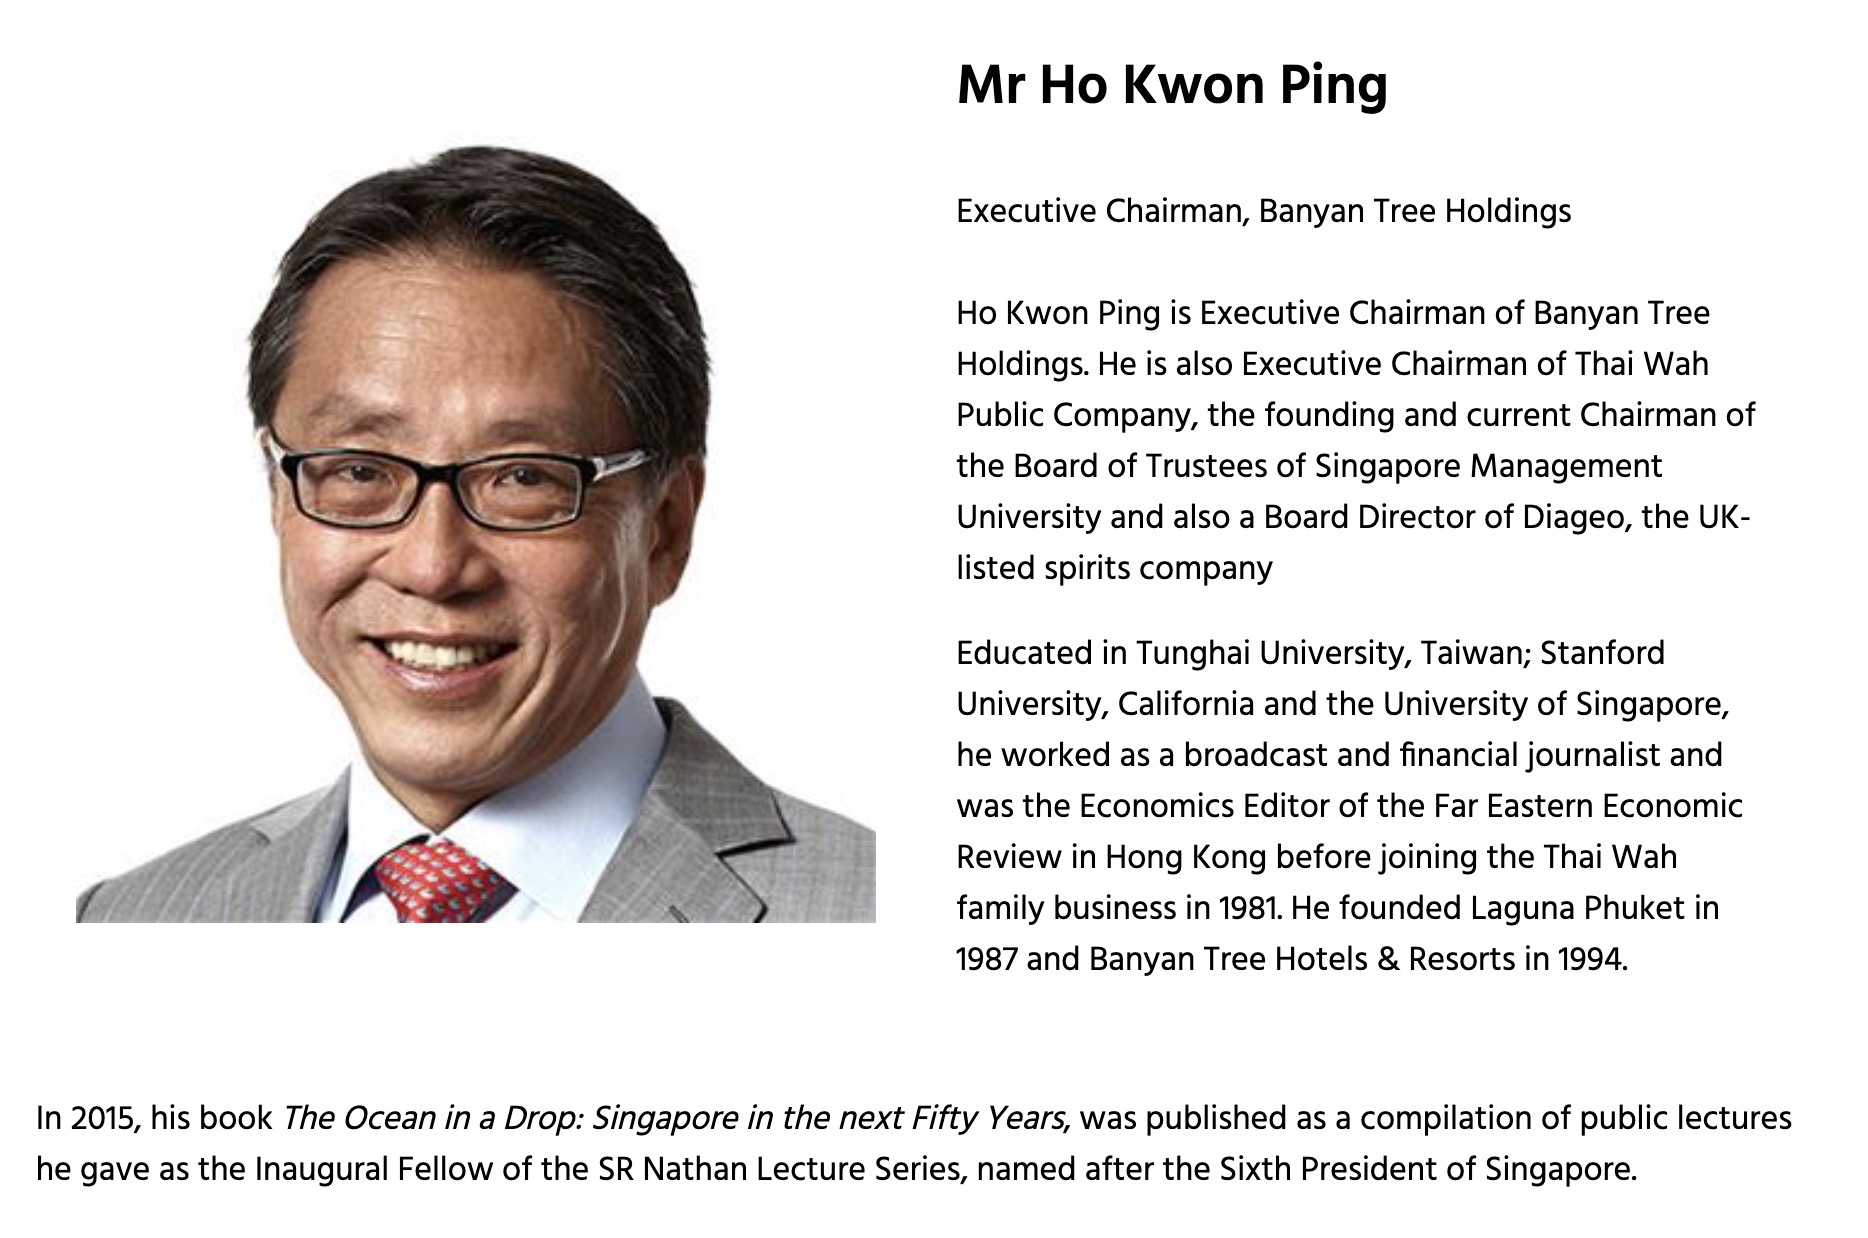 Mr Ho Kwon Ping
Executive Chairman, Banyan Tree Holdings
Ho Kwon Ping is Executive Chairman of Banyan Tree
Holdings. He is also Executive Chairman of Thai Wah
Public Company, the founding and current Chairman of
the Board of Trustees of Singapore Management
University and also a Board Director of Diageo, the UK-
listed spirits company
Educated in Tunghai University, Taiwan; Stanford
University, California and the University of Singapore,
he worked as a broadcast and financial journalist and
was the Economics Editor of the Far Eastern Economic
Review in Hong Kong before joining the Thai Wah
family business in 1981. He founded Laguna Phuket in
1987 and Banyan Tree Hotels & Resorts in 1994.
In 2015, his book The Ocean in a Drop: Singapore in the next Fifty Years, was published as a compilation of public lectures
he gave as the Inaugural Fellow of the SR Nathan Lecture Series, named after the Sixth President of Singapore.